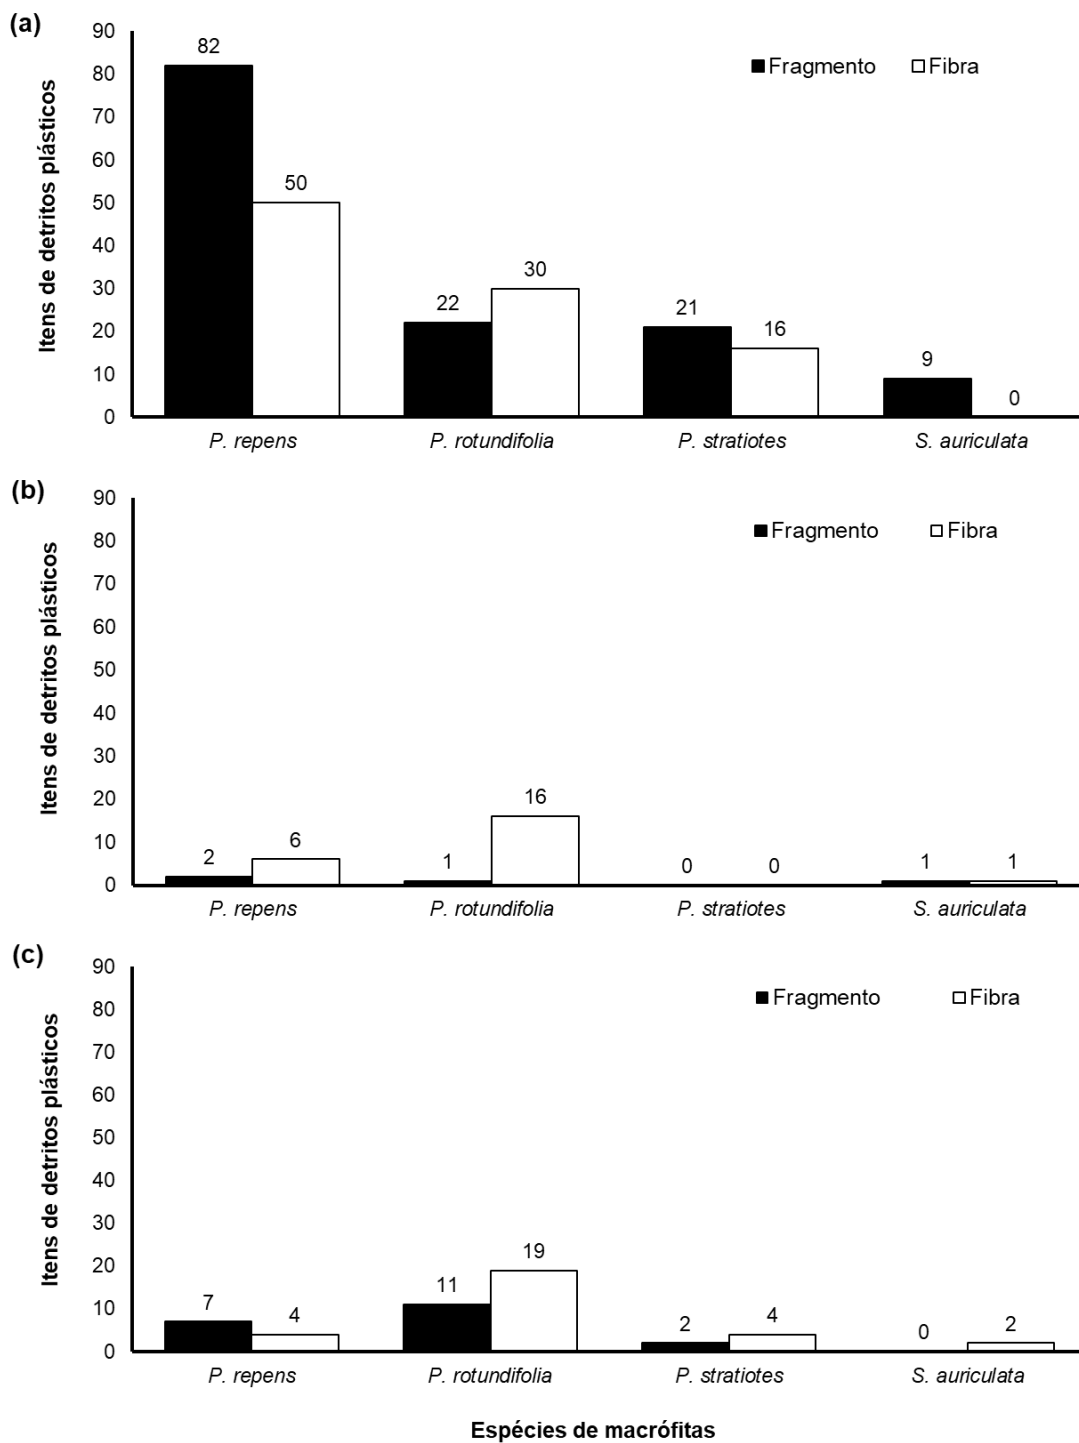 (a)
90
80
70
60
50
40
30
20
10
0
Itens de detritos plásticos
Fragmento Fibra
82 50 22 30 21 16 9 0
P. repens P. rotundifolia P. stratiotes S. auriculata
(b)
90
80
70
60
50
40
30
20
10
0
Itens de detritos plásticos
Fragmento Fibra
2 6 1 16 0 0 1 1
P. repens P. rotundifolia P. stratiotes S. auriculata
(c)
90
80
70
60
50
40
30
20
10
0
Itens de detritos plásticos
Fragmento Fibra
7 4 11 19 2 4 0 2
P. repens P. rotundifolia P. stratiotes S. auriculata
Espécies de macrófitas